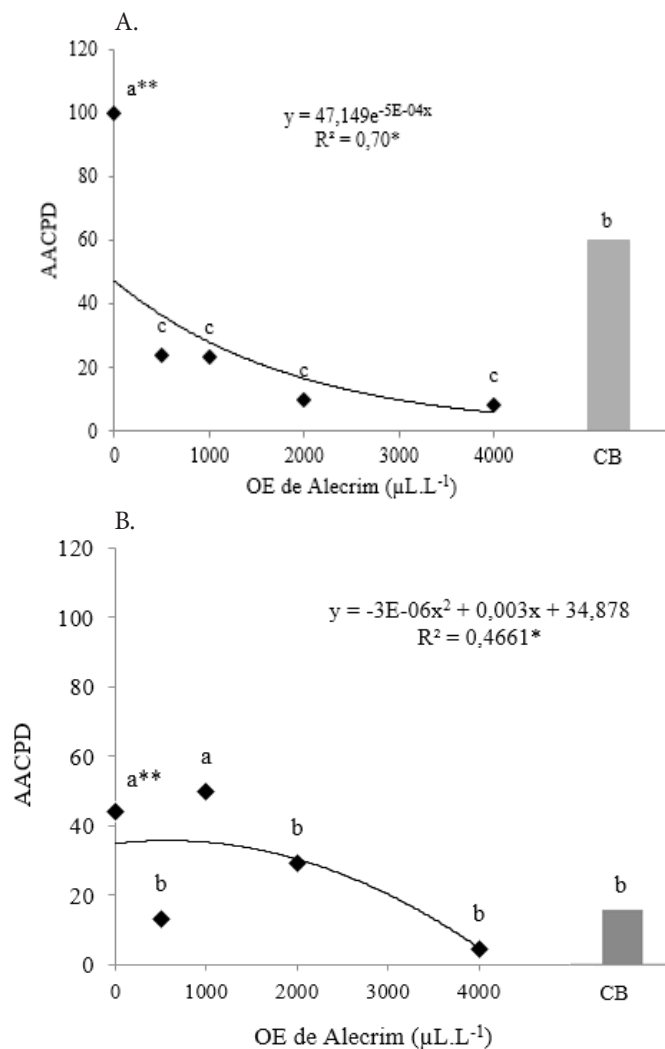 A.
120
100
80
60
40
20
0
AACPD
a**
c
c
c
c
b
y = 47,149e^-5E-04x
R² = 0,70*
0 1000 2000 3000 4000 CB
OE de Alecrim (µL.L⁻¹)
B.
120
100
80
60
40
20
0
AACPD
y = -3E-06x² + 0,003x + 34,878
R² = 0,4661*
a**
b
a
b
b
b
0 1000 2000 3000 4000 CB
OE de Alecrim (µL.L⁻¹)